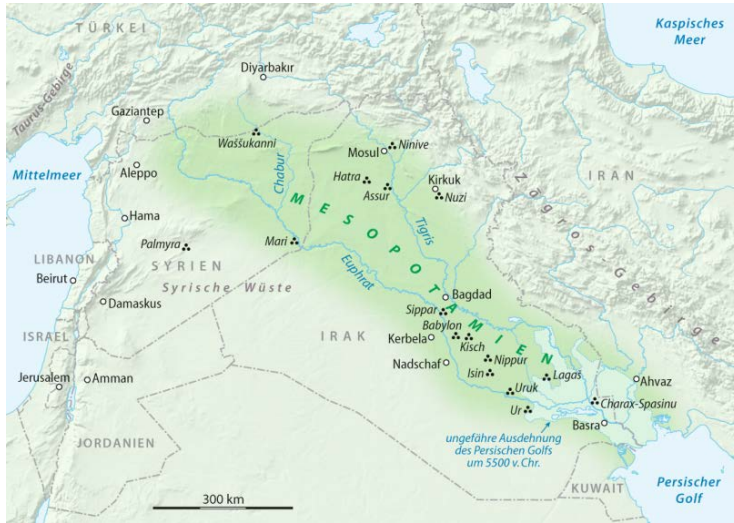 TÜRKEI
Kaspisches
Meer
Taurus-Gebirge
Diyarbakır
Gaziantep
Waššukanni
Mosul
Ninive
Mittelmeer
Aleppo
Chabur
Hatra
Assur
Kirkuk
Nuzi
IRAN
Zāgros-Gebirge
Hama
MESOPOTAMIEN
Tigris
Palmyra
Mari
LIBANON
SYRIEN
Euphrat
Beirut
Syrische Wüste
Bagdad
Damaskus
Sippar
ISRAEL
IRAK
Babylon
Kerbela
Kisch
Nippur
Nadschaf
Jerusalem
Amman
Isin
Lagaš
Ahvaz
Uruk
Charax-Spasinu
Ur
Basra
JORDANIEN
ungefähre Ausdehnung
des Persischen Golfs
um 5500 v. Chr.
300 km
KUWAIT
Persischer
Golf